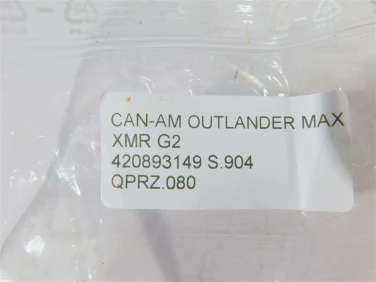 CAN-AM OUTLANDER MAX
XMR G2
420893149 S.904
QPRZ.080